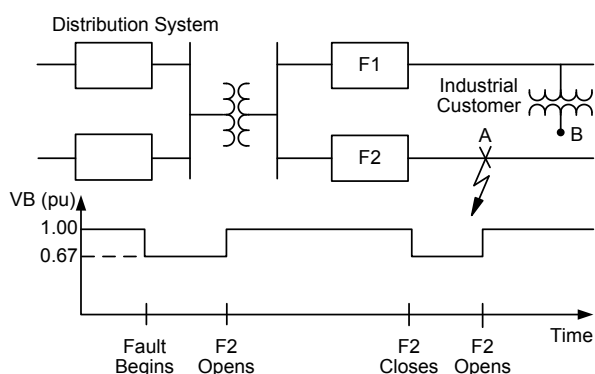 Distribution System
F1
Industrial
Customer
B
A
F2
VB (pu)
1.00
0.67
Time
Fault
Begins
F2
Opens
F2
Closes
F2
Opens